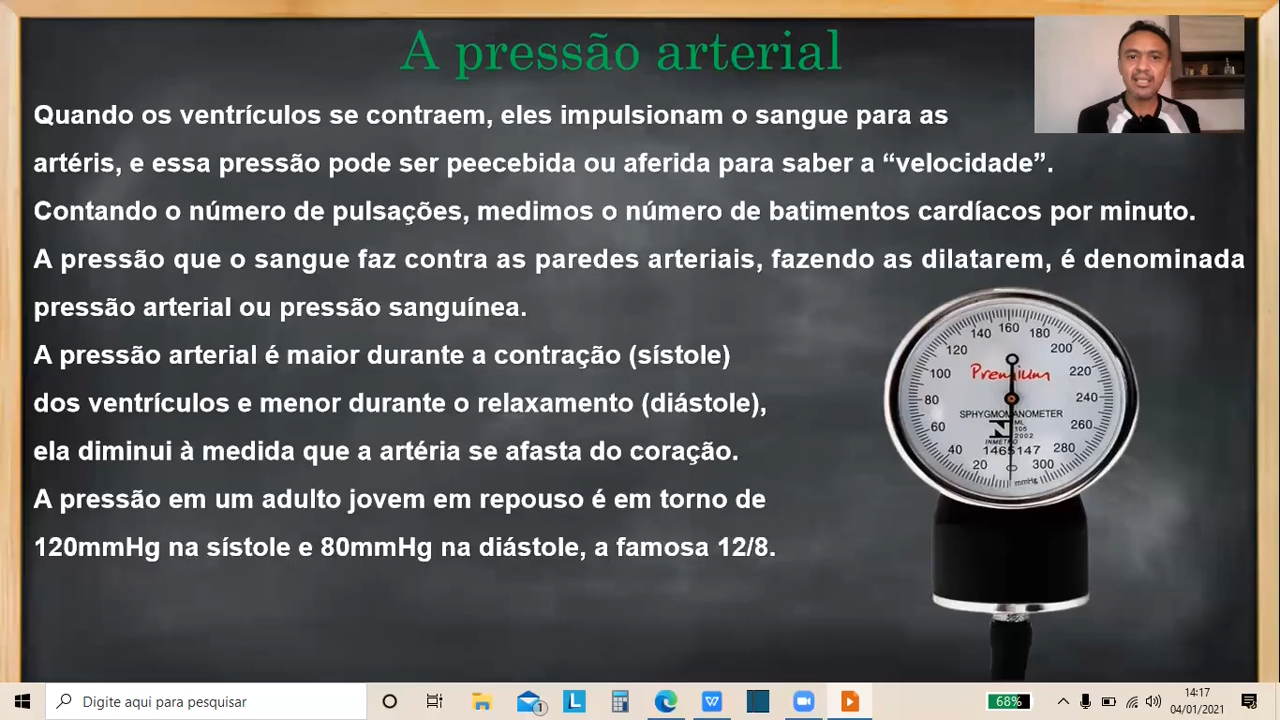 A pressão arterial
Quando os ventrículos se contraem, eles impulsionam o sangue para as
artéris, e essa pressão pode ser peecebida ou aferida para saber a “velocidade”.
Contando o número de pulsações, medimos o número de batimentos cardíacos por minuto.
A pressão que o sangue faz contra as paredes arteriais, fazendo as dilatarem, é denominada
pressão arterial ou pressão sanguínea.
A pressão arterial é maior durante a contração (sístole)
dos ventrículos e menor durante o relaxamento (diástole),
ela diminui à medida que a artéria se afasta do coração.
A pressão em um adulto jovem em repouso é em torno de
120mmHg na sístole e 80mmHg na diástole, a famosa 12/8.
140 160 180
120 200
100 Premium 220
80 240
SPHYGMOMANOMETER
60 N ML 260
105
2002
INMETRO
40 1465147 280
20 300
mmHg
Digite aqui para pesquisar
1
L
W
68%
14:17
04/01/2021